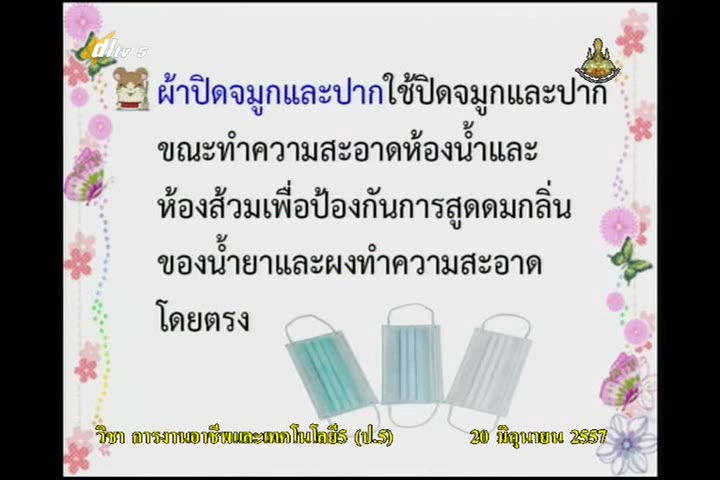 dltv 5
ผ้าปิดจมูกและปากใช้ปิดจมูกและปาก
ขณะทำความสะอาดห้องน้ำและ
ห้องส้วมเพื่อป้องกันการสูดดมกลิ่น
ของน้ำยาและผงทำความสะอาด
โดยตรง
วิชา การงานอาชีพและเทคโนโลยี5 (ป.5) 20 มิถุนายน 2557